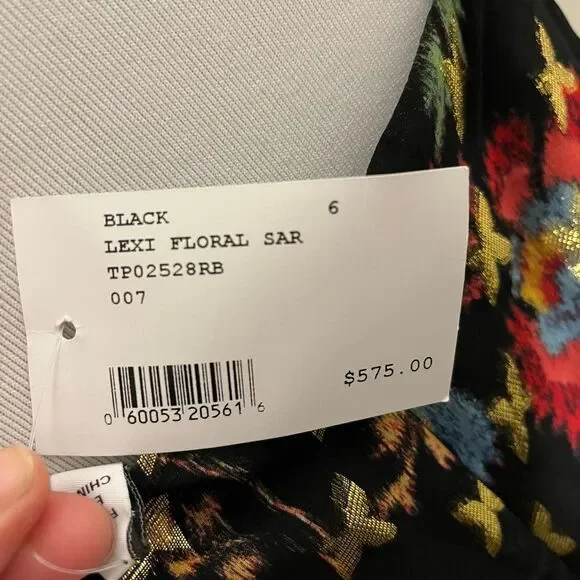 BLACK 6
LEXI FLORAL SAR
TP02528RB
007
$575.00
0 60053 20561 6